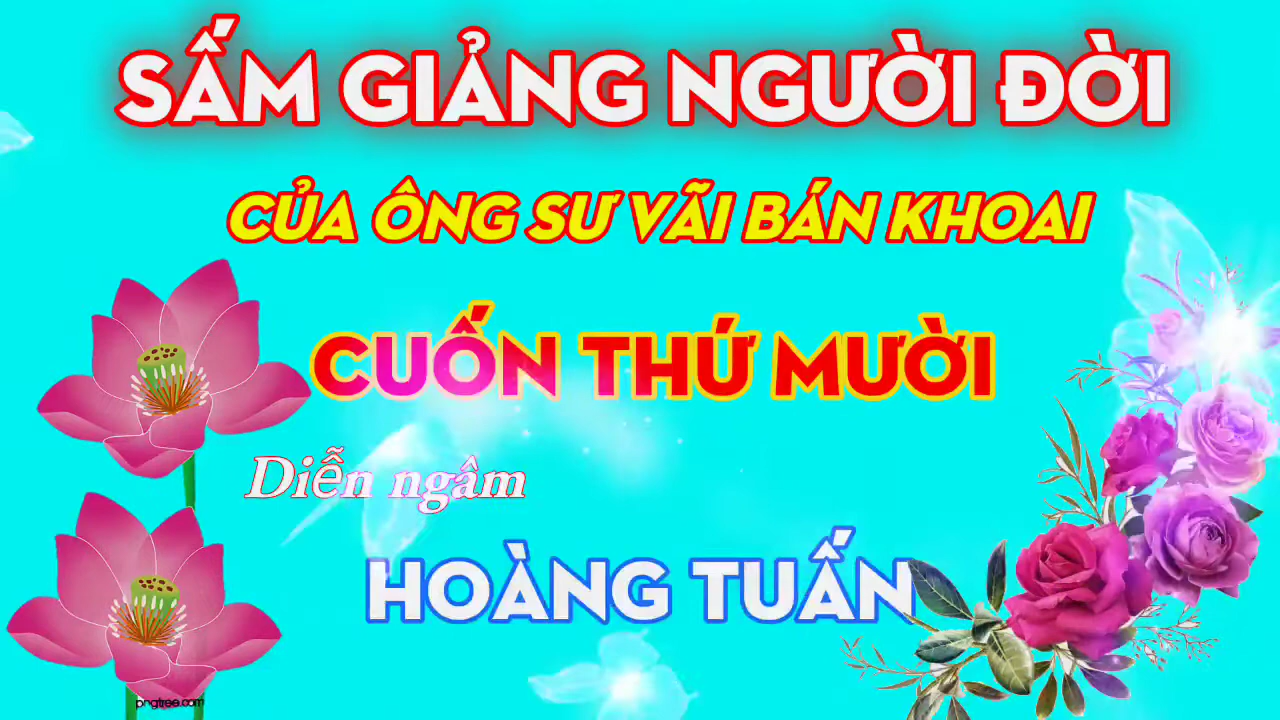 SẤM GIẢNG NGƯỜI ĐỜI
CỦA ÔNG SƯ VÃI BÁN KHOAI
CUỐN THỨ MƯỜI
Diễn ngâm
HOÀNG TUẤN
pngtree.com